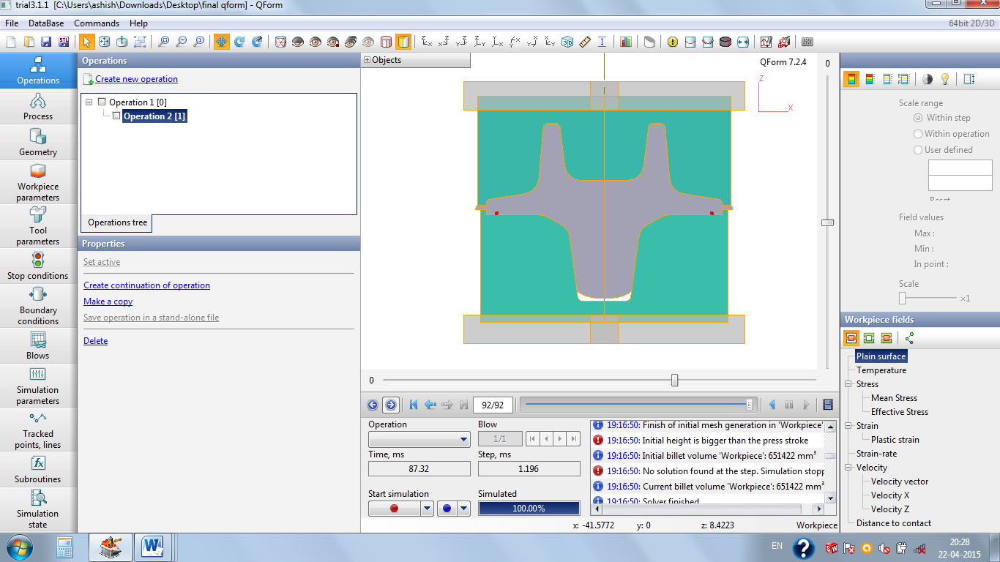 trial3.1.1 [C:\Users\ashish\Downloads\Desktop\final qform] - QForm
File DataBase Commands Help
64bit 2D/3D
Operations
Process
Geometry
Workpiece
parameters
Tool
parameters
Stop conditions
Boundary
conditions
Blows
Simulation
parameters
Tracked
points, lines
Subroutines
Simulation
state
Operations
Create new operation
Operation 1 [0]
Operation 2 [1]
Operations tree
Properties
Set active
Create continuation of operation
Make a copy
Save operation in a stand-alone file
Delete
Objects
QForm 7.2.4
Z
X
0
0
92/92
Operation
Blow
1/1
Time, ms
Step, ms
87.32
1.196
Start simulation
Simulated
100.00%
19:16:50: Finish of initial mesh generation in 'Workpiece'
19:16:50: Initial height is bigger than the press stroke
19:16:50: Initial billet volume 'Workpiece': 651422 mm³
19:16:50: No solution found at the step. Simulation stopp
19:16:50: Current billet volume 'Workpiece': 651422 mm³
19:16:50: Solver finished
x: -41.5772 y: 0 z: 8.4223 Workpiece
Scale range
Within step
Within operation
User defined
Reset
Field values
Max :
Min :
In point :
Scale
×1
Workpiece fields
Plain surface
Temperature
Stress
Mean Stress
Effective Stress
Strain
Plastic strain
Strain-rate
Velocity
Velocity vector
Velocity X
Velocity Z
Distance to contact
EN
20:28
22-04-2015